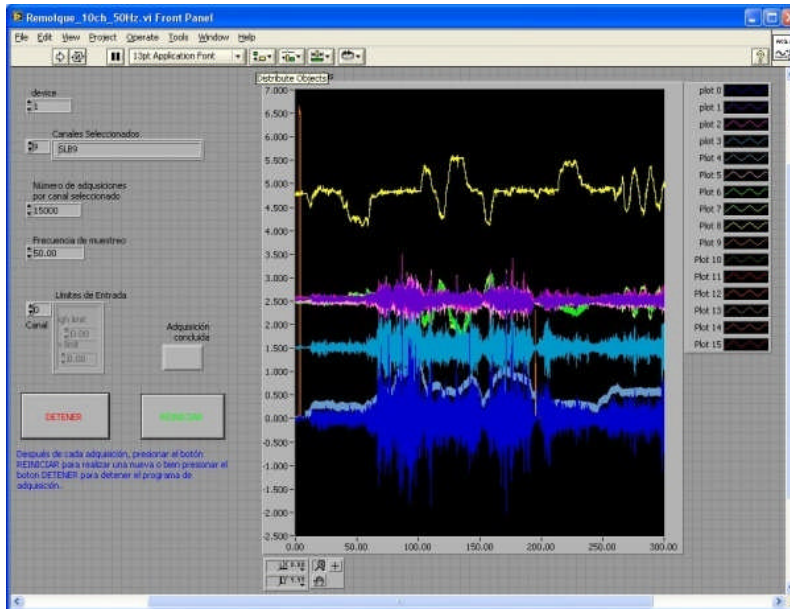 Remolque_10ch_50Hz.vi Front Panel
File Edit View Project Operate Tools Window Help
13pt Application Font
Distribute Objects
device
1
Canales Seleccionados
9
SLB9
Número de adqusiciones
por canal seleccionado
15000
Frecuencia de muestreo
50.00
Límites de Entrada
0
Canal
igh limit
0.00
0.00
Adquisición
concluida
DETENER
REINICIAR
Después de cada adquisición, presionar el botón
REINICIAR para realizar una nueva o bien presionar el
boton DETENER para detener el programa de
adquisición.
7.000
6.500
6.000
5.500
5.000
4.500
4.000
3.500
3.000
2.500
2.000
1.500
1.000
0.500
0.000
-0.500
-1.000
-1.500
-2.000
-2.500
0.00 50.00 100.00 150.00 200.00 250.00 300.00
plot 0
plot 1
plot 2
plot 3
Plot 4
Plot 5
Plot 6
Plot 7
Plot 8
Plot 9
Plot 10
Plot 11
Plot 12
Plot 13
Plot 14
Plot 15